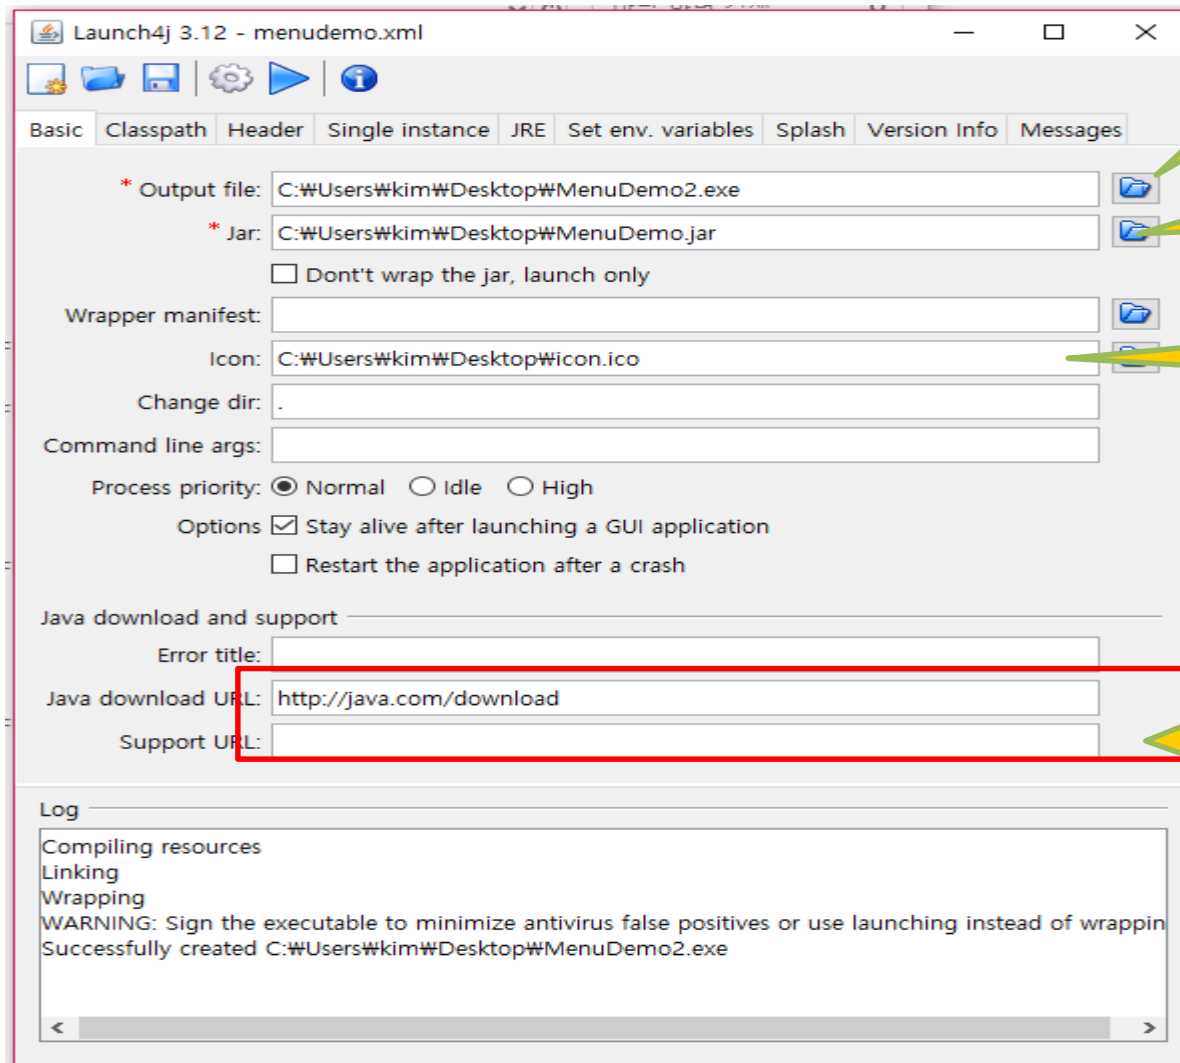 Launch4j 3.12 - menudemo.xml
Basic Classpath Header Single instance JRE Set env. variables Splash Version Info Messages
* Output file: C:₩Users₩kim₩Desktop₩MenuDemo2.exe
* Jar: C:₩Users₩kim₩Desktop₩MenuDemo.jar
Dont't wrap the jar, launch only
Wrapper manifest:
Icon: C:₩Users₩kim₩Desktop₩icon.ico
Change dir: .
Command line args:
Process priority: Normal Idle High
Options Stay alive after launching a GUI application
Restart the application after a crash
Java download and support
Error title:
Java download URL: http://java.com/download
Support URL:
Log
Compiling resources
Linking
Wrapping
WARNING: Sign the executable to minimize antivirus false positives or use launching instead of wrappin
Successfully created C:₩Users₩kim₩Desktop₩MenuDemo2.exe